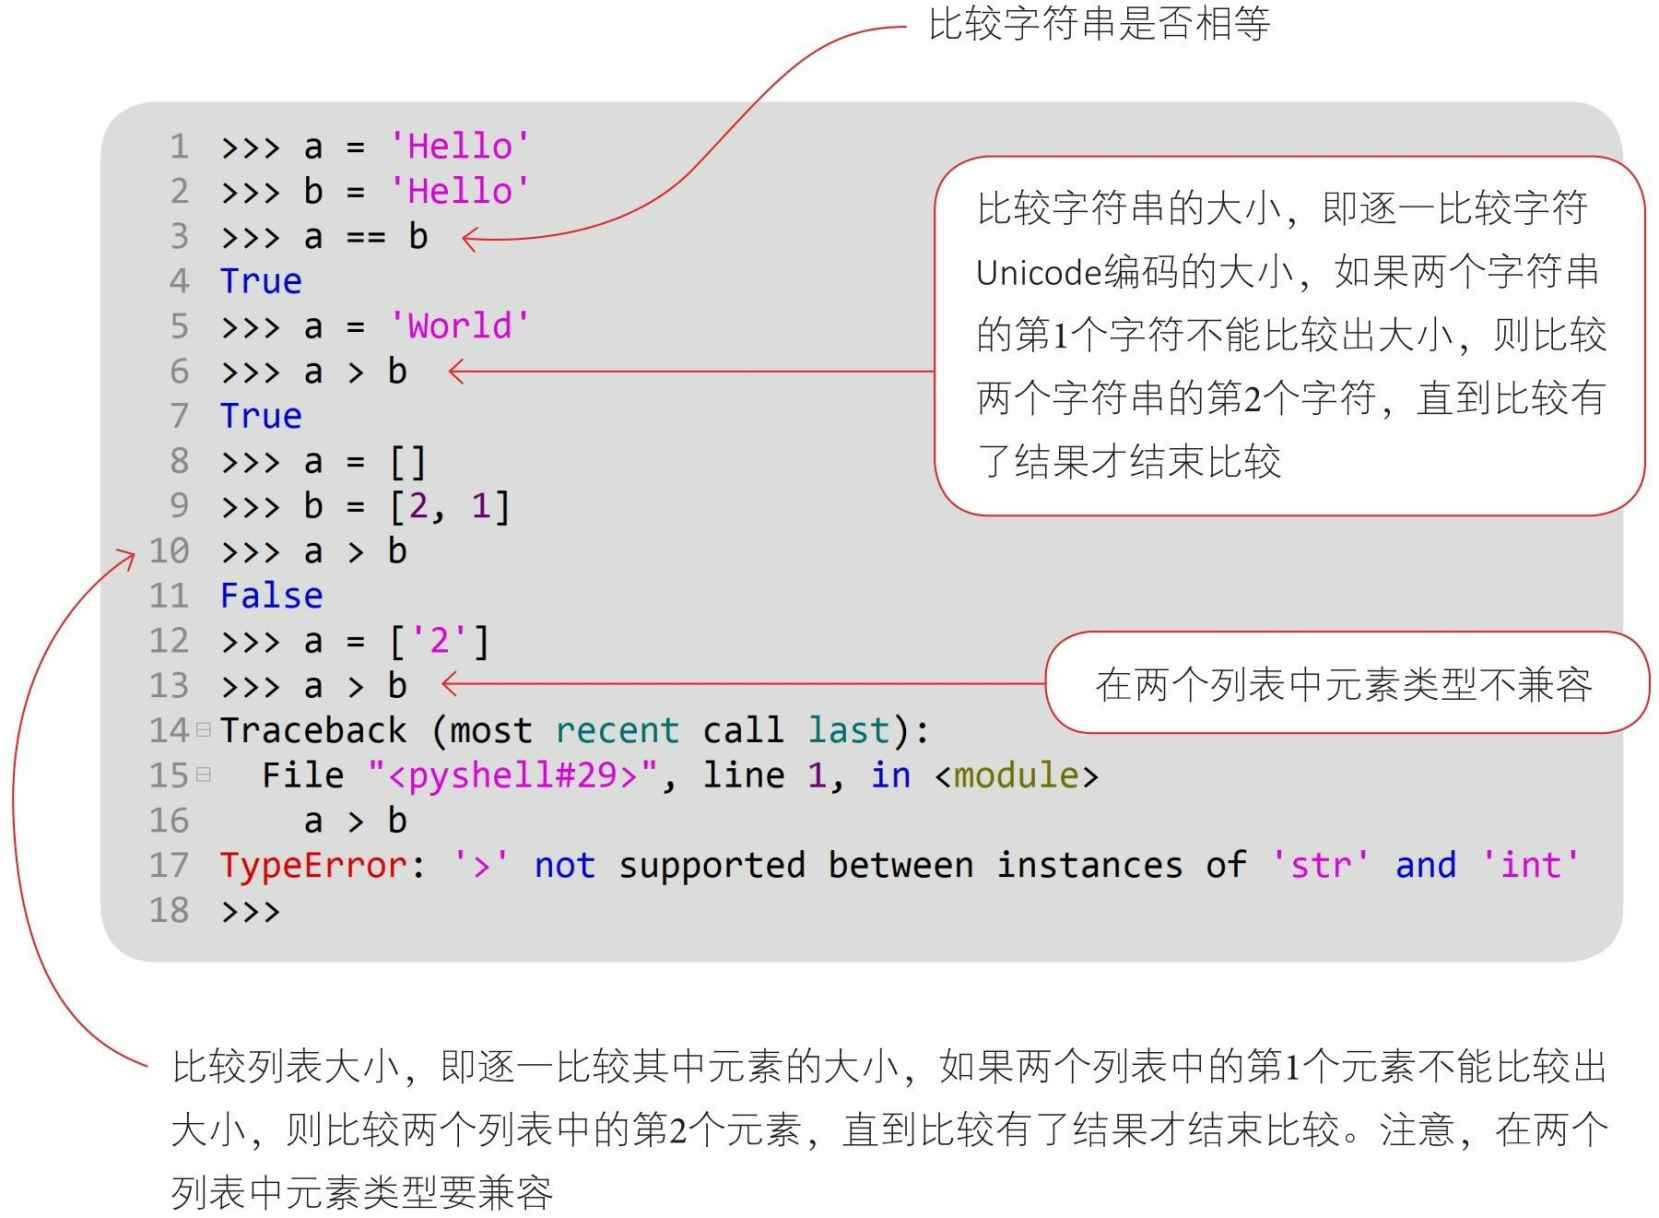 比较字符串是否相等
1 >>> a = 'Hello'
2 >>> b = 'Hello'
3 >>> a == b
4 True
5 >>> a = 'World'
6 >>> a > b
7 True
8 >>> a = []
9 >>> b = [2, 1]
10 >>> a > b
11 False
12 >>> a = ['2']
13 >>> a > b
14 Traceback (most recent call last):
15   File "<pyshell#29>", line 1, in <module>
16     a > b
17 TypeError: '>' not supported between instances of 'str' and 'int'
18 >>>
比较字符串的大小，即逐一比较字符
Unicode编码的大小，如果两个字符串
的第1个字符不能比较出大小，则比较
两个字符串的第2个字符，直到比较有
了结果才结束比较
在两个列表中元素类型不兼容
比较列表大小，即逐一比较其中元素的大小，如果两个列表中的第1个元素不能比较出
大小，则比较两个列表中的第2个元素，直到比较有了结果才结束比较。注意，在两个
列表中元素类型要兼容